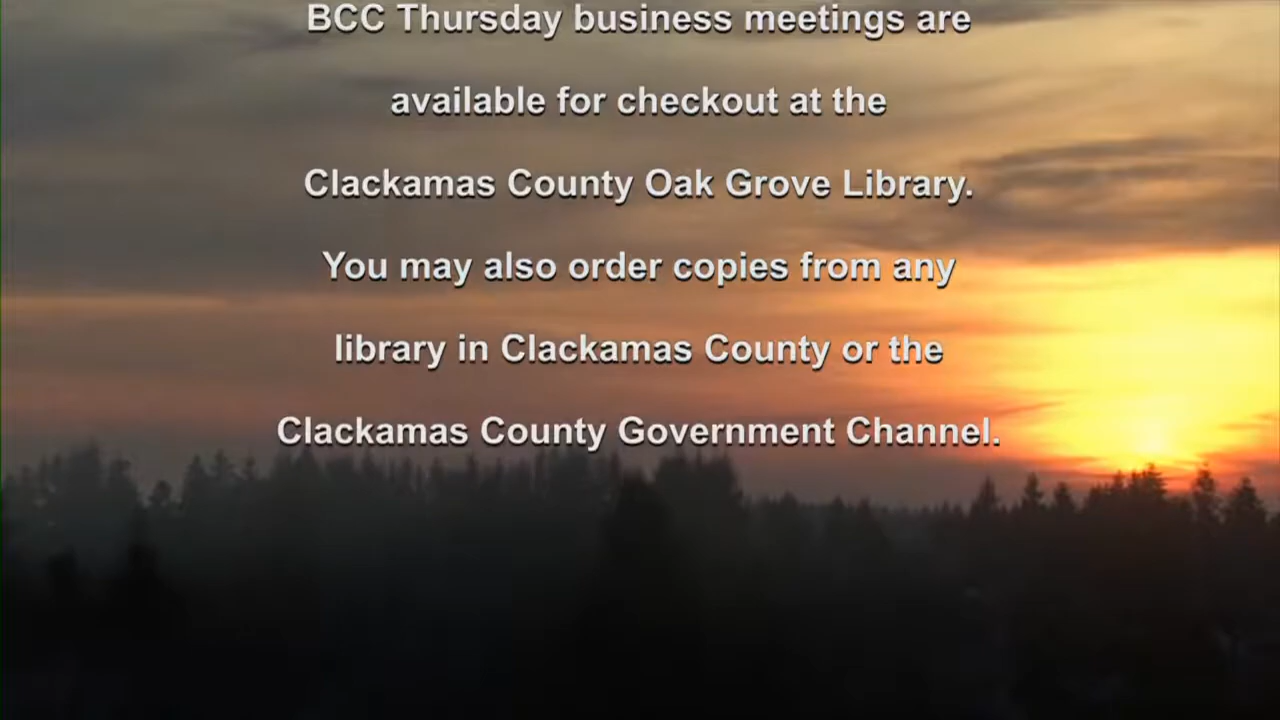 BCC Thursday business meetings are
available for checkout at the
Clackamas County Oak Grove Library.
You may also order copies from any
library in Clackamas County or the
Clackamas County Government Channel.